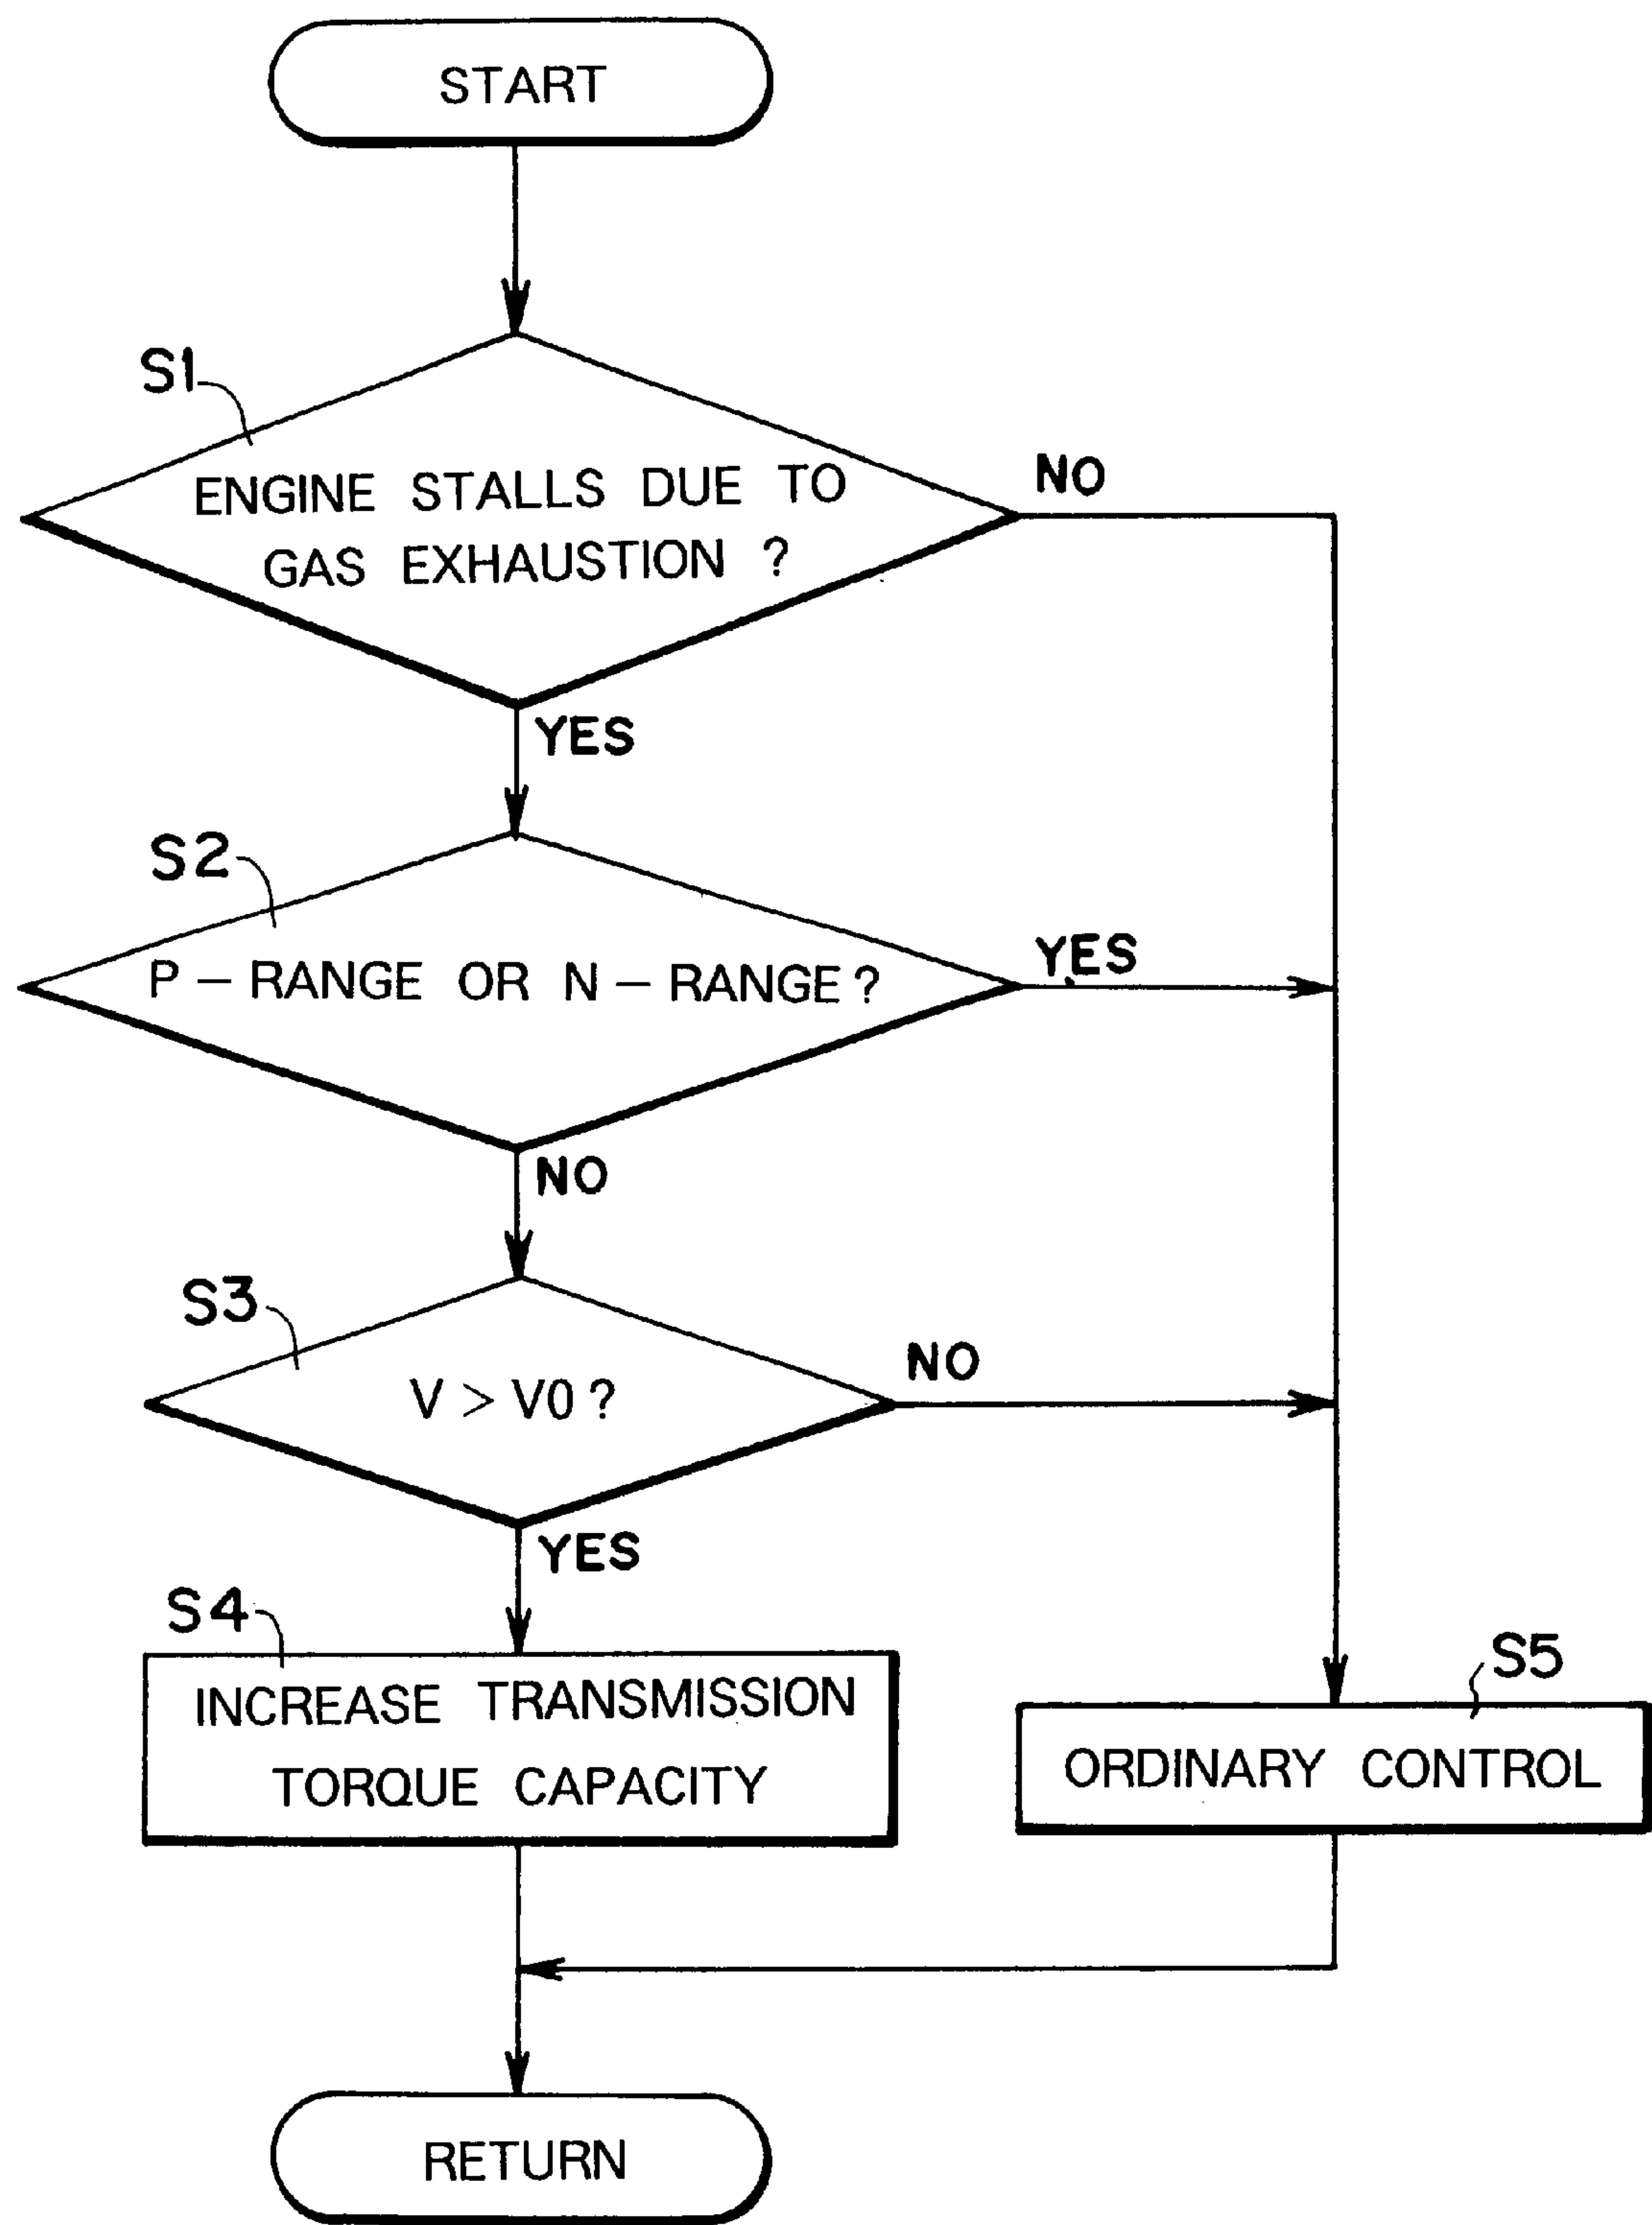 START
S1
ENGINE STALLS DUE TO
GAS EXHAUSTION ?
NO
YES
S2
P – RANGE OR N – RANGE ?
YES
NO
S3
V > V0 ?
NO
YES
S4
INCREASE TRANSMISSION
TORQUE CAPACITY
S5
ORDINARY CONTROL
RETURN